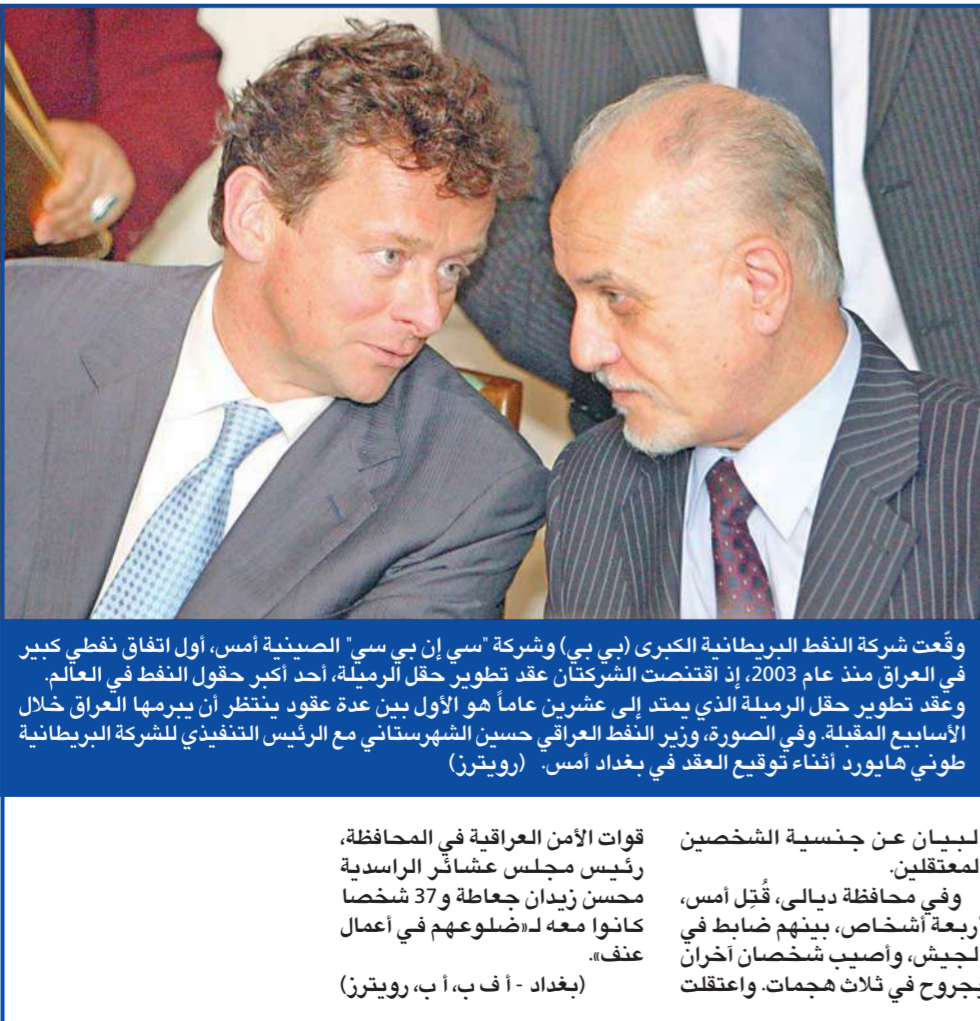 وقّعت شركة النفط البريطانية الكبرى (بي بي) وشركة "سي إن بي سي" الصينية أمس، أول اتفاق نفطي كبير
في العراق منذ عام 2003، إذ اقتنصت الشركتان عقد تطوير حقل الرميلة، أحد أكبر حقول النفط في العالم.
وعقد تطوير حقل الرميلة الذي يمتد إلى عشرين عاماً هو الأول بين عدة عقود ينتظر أن يبرمها العراق خلال
الأسابيع المقبلة. وفي الصورة، وزير النفط العراقي حسين الشهرستاني مع الرئيس التنفيذي للشركة البريطانية
طوني هايورد أثناء توقيع العقد في بغداد أمس. (رويترز)
لبيان عن جنسية الشخصين
لمعتقلين.
وفي محافظة ديالى، قُتِل أمس،
أربعة أشخاص، بينهم ضابط في
لجيش، وأصيب شخصان آخران
بجروح في ثلاث هجمات. واعتقلت
قوات الأمن العراقية في المحافظة،
رئيس مجلس عشائر الراسدية
محسن زيدان جعاطة و37 شخصا
كانوا معه لـ«ضلوعهم في أعمال
عنف».
(بغداد - أ ف ب، أ ب، رويترز)